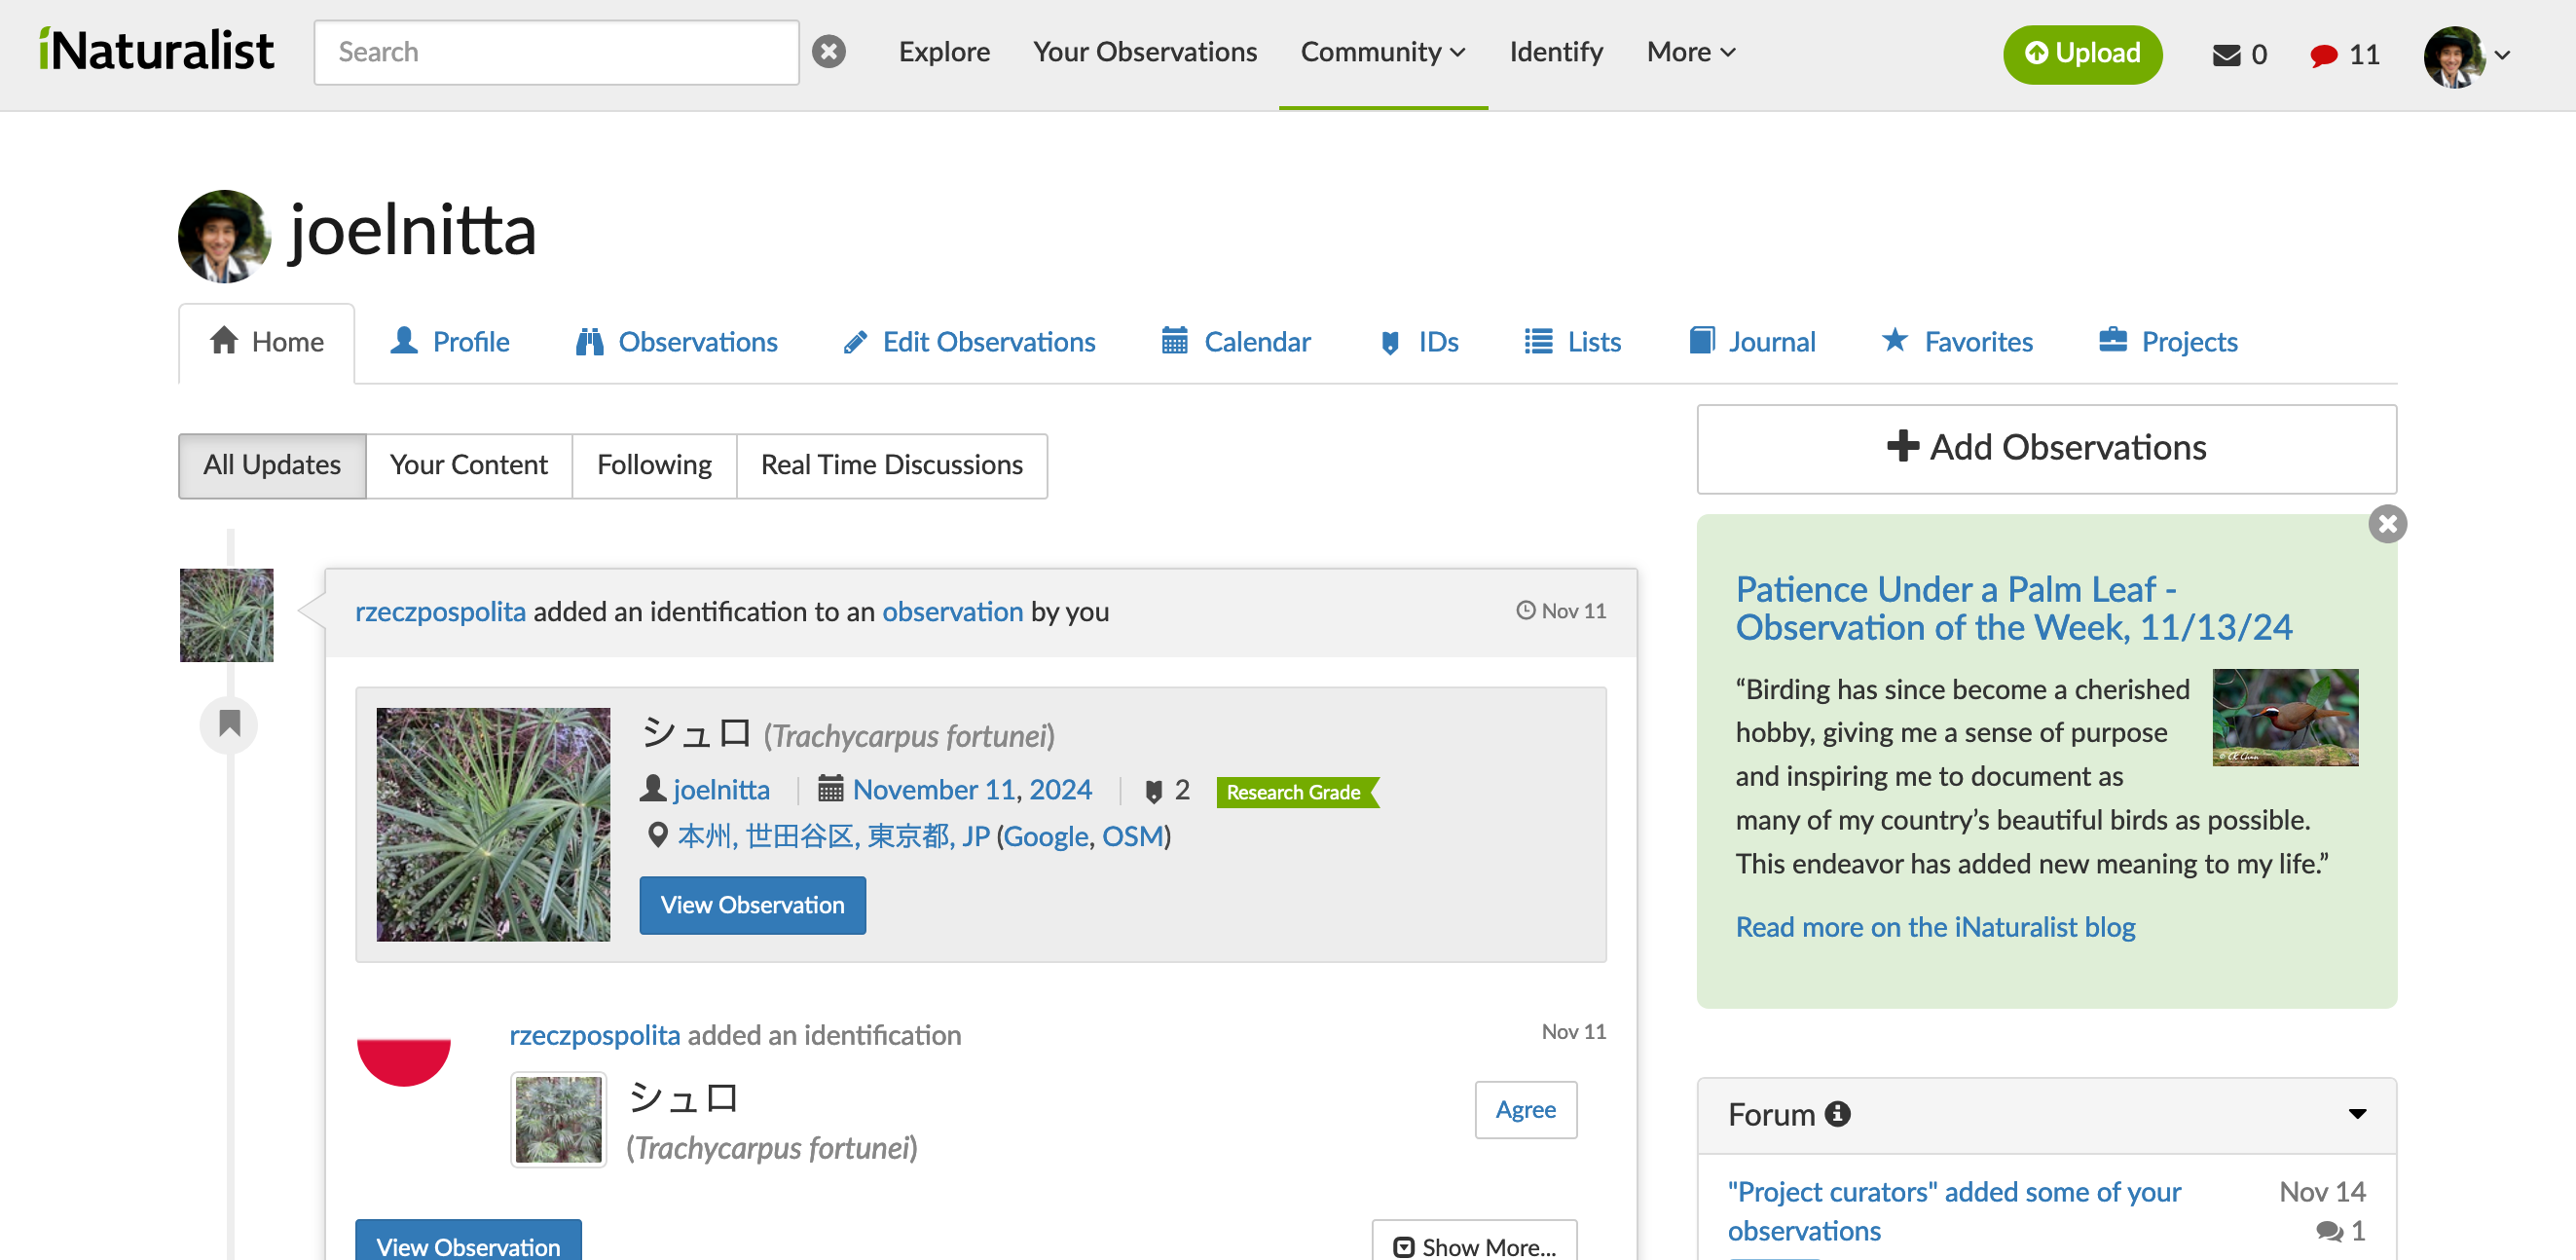 iNaturalist
Search
Explore
Your Observations
Community
Identify
More
Upload
0
11
joelnitta
Home
Profile
Observations
Edit Observations
Calendar
IDs
Lists
Journal
Favorites
Projects
All Updates
Your Content
Following
Real Time Discussions
rzeczpospolita added an identification to an observation by you
Nov 11
シュロ (Trachycarpus fortunei)
joelnitta
November 11, 2024
2
Research Grade
本州, 世田谷区, 東京都, JP (Google, OSM)
View Observation
rzeczpospolita added an identification
Nov 11
シュロ
(Trachycarpus fortunei)
Agree
View Observation
Show More...
Add Observations
Patience Under a Palm Leaf -
Observation of the Week, 11/13/24
“Birding has since become a cherished
hobby, giving me a sense of purpose
and inspiring me to document as
many of my country’s beautiful birds as possible.
This endeavor has added new meaning to my life.”
Read more on the iNaturalist blog
Forum
"Project curators" added some of your
observations
Nov 14
1